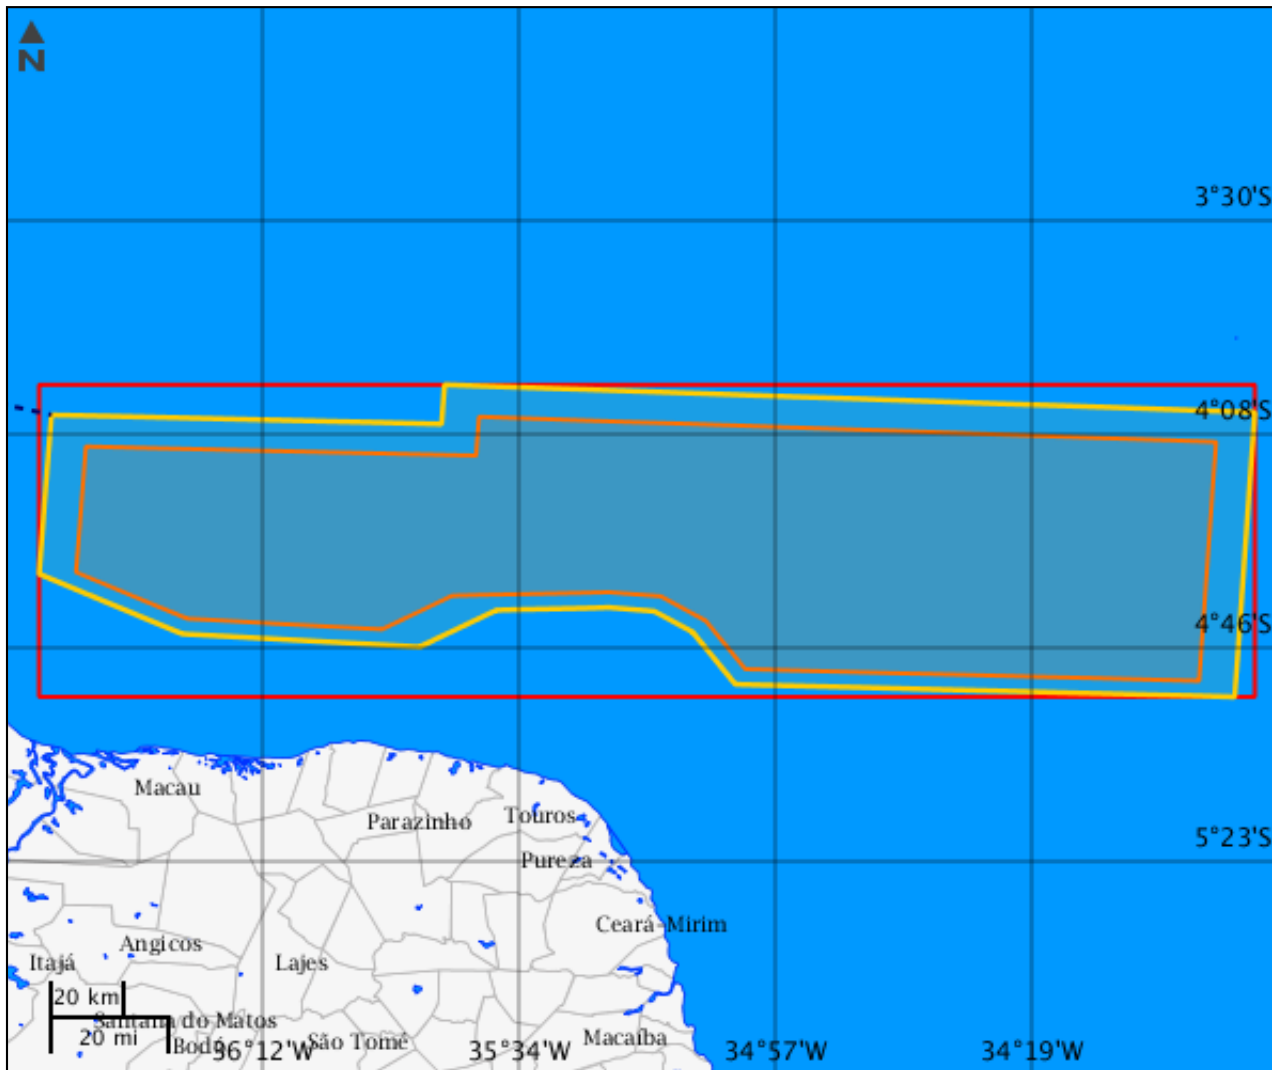 N
3°30'S
4°08'S
4°46'S
Macau
Parazinho
Touros
5°23'S
Pureza
Ceará-Mirim
Angicos
Itajá
Lajes
20 km
Santana do Matos
20 mi
Bodó
36°12'W
São Tomé
35°34'W
Macaíba
34°57'W
34°19'W